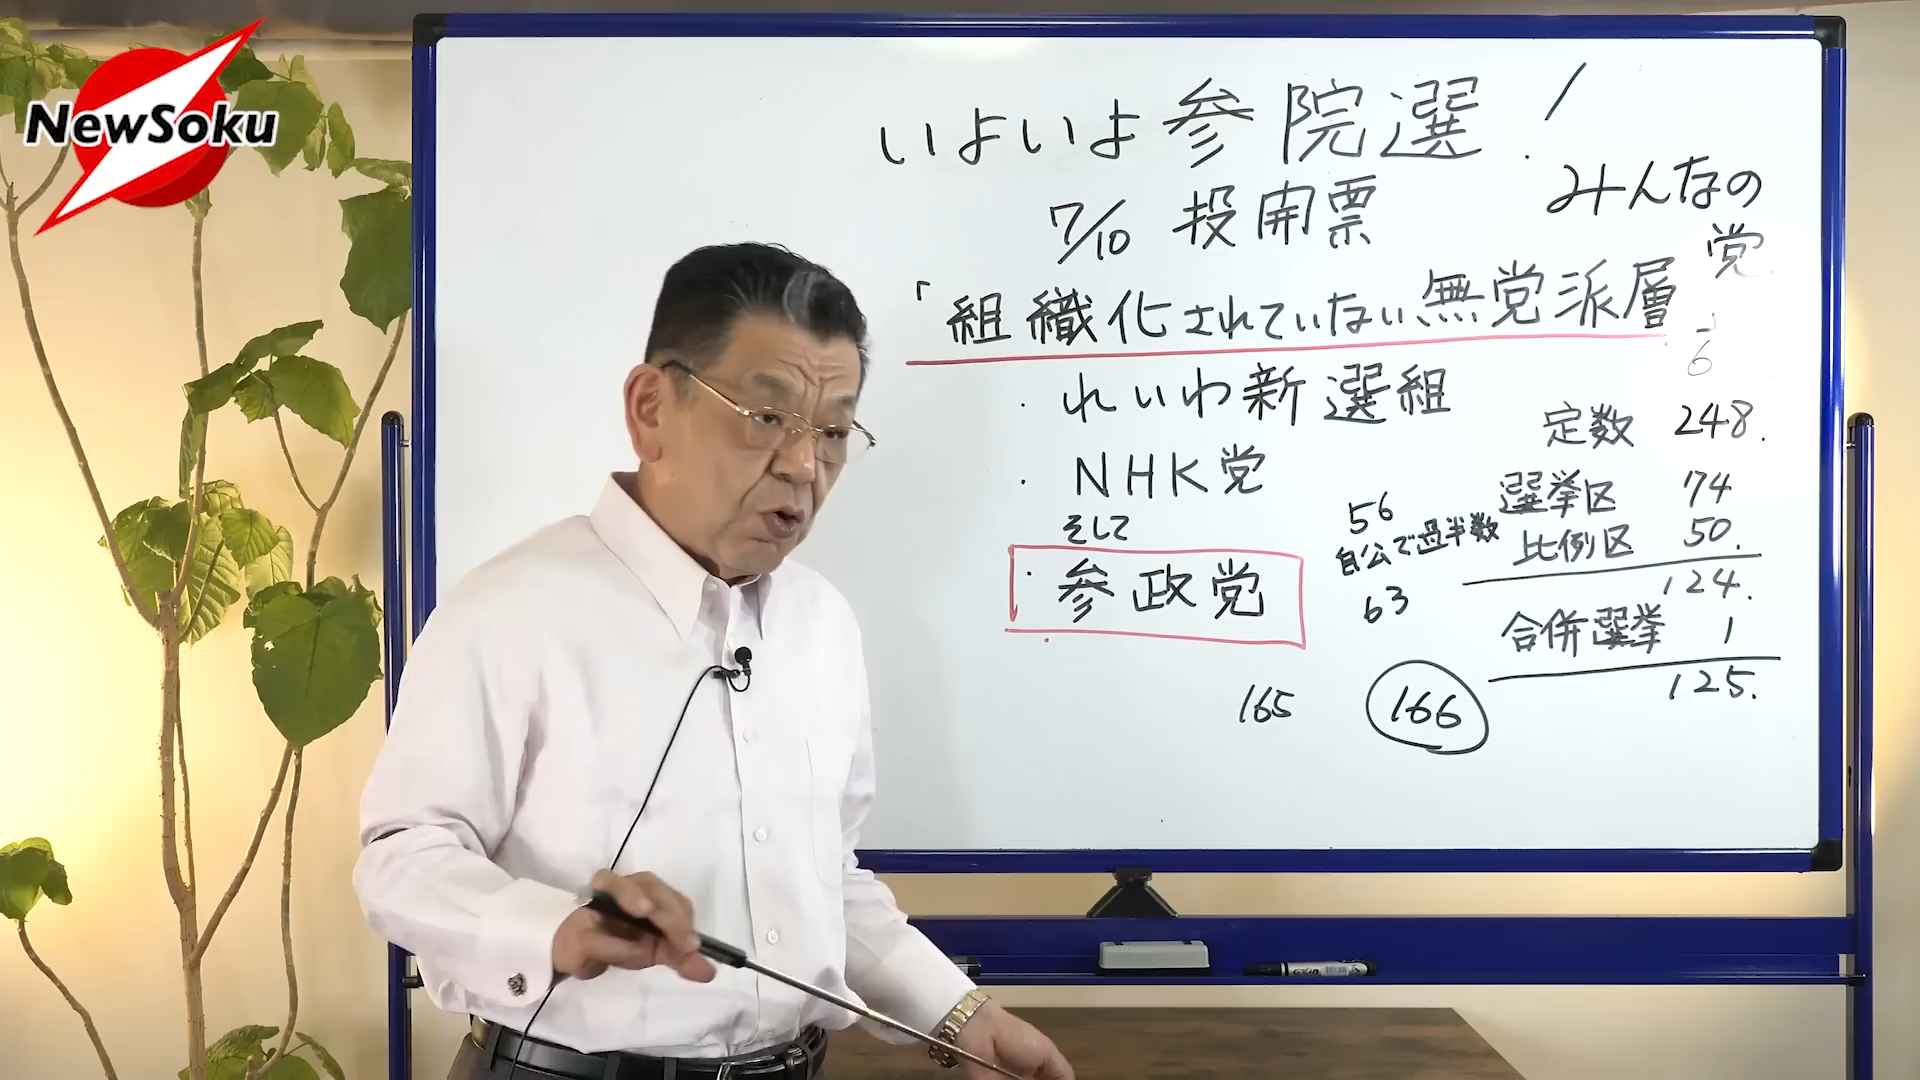 NewSoku
いよいよ参院選!
7/10 投開票
みんなの
党
「組織化されていない無党派層
6
・れいわ新選組
・NHK党
そして
・参政党
定数 248.
選挙区 74
比例区 50.
124.
合併選挙 1
125.
56
自公で過半数
63
165
166